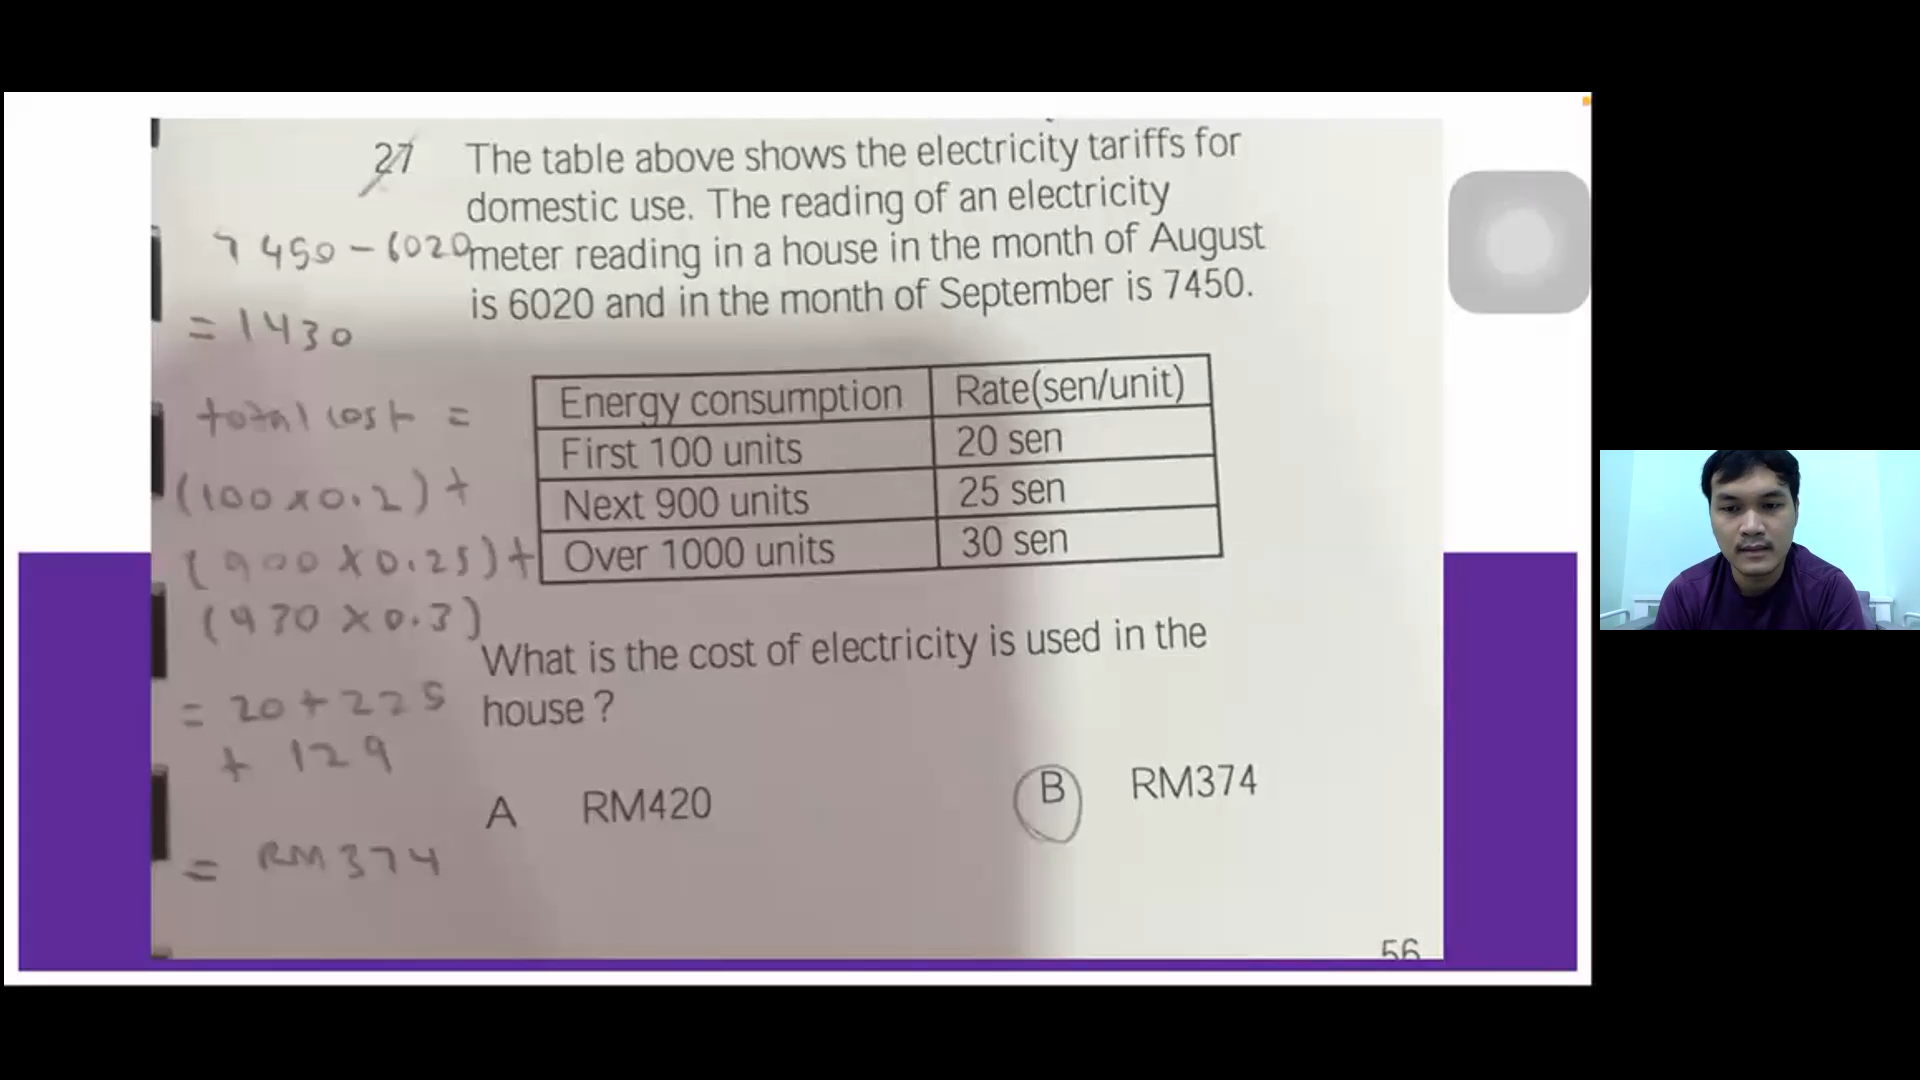 27 The table above shows the electricity tariffs for
domestic use. The reading of an electricity
meter reading in a house in the month of August
is 6020 and in the month of September is 7450.
7450 - 6020
= 1430
total cost =
(100 x 0.2) +
(900 x 0.25) +
(430 x 0.3)
= 20 + 225
+ 129
= RM374
Energy consumption Rate(sen/unit)
First 100 units 20 sen
Next 900 units 25 sen
Over 1000 units 30 sen
What is the cost of electricity is used in the
house ?
A RM420 B RM374
56